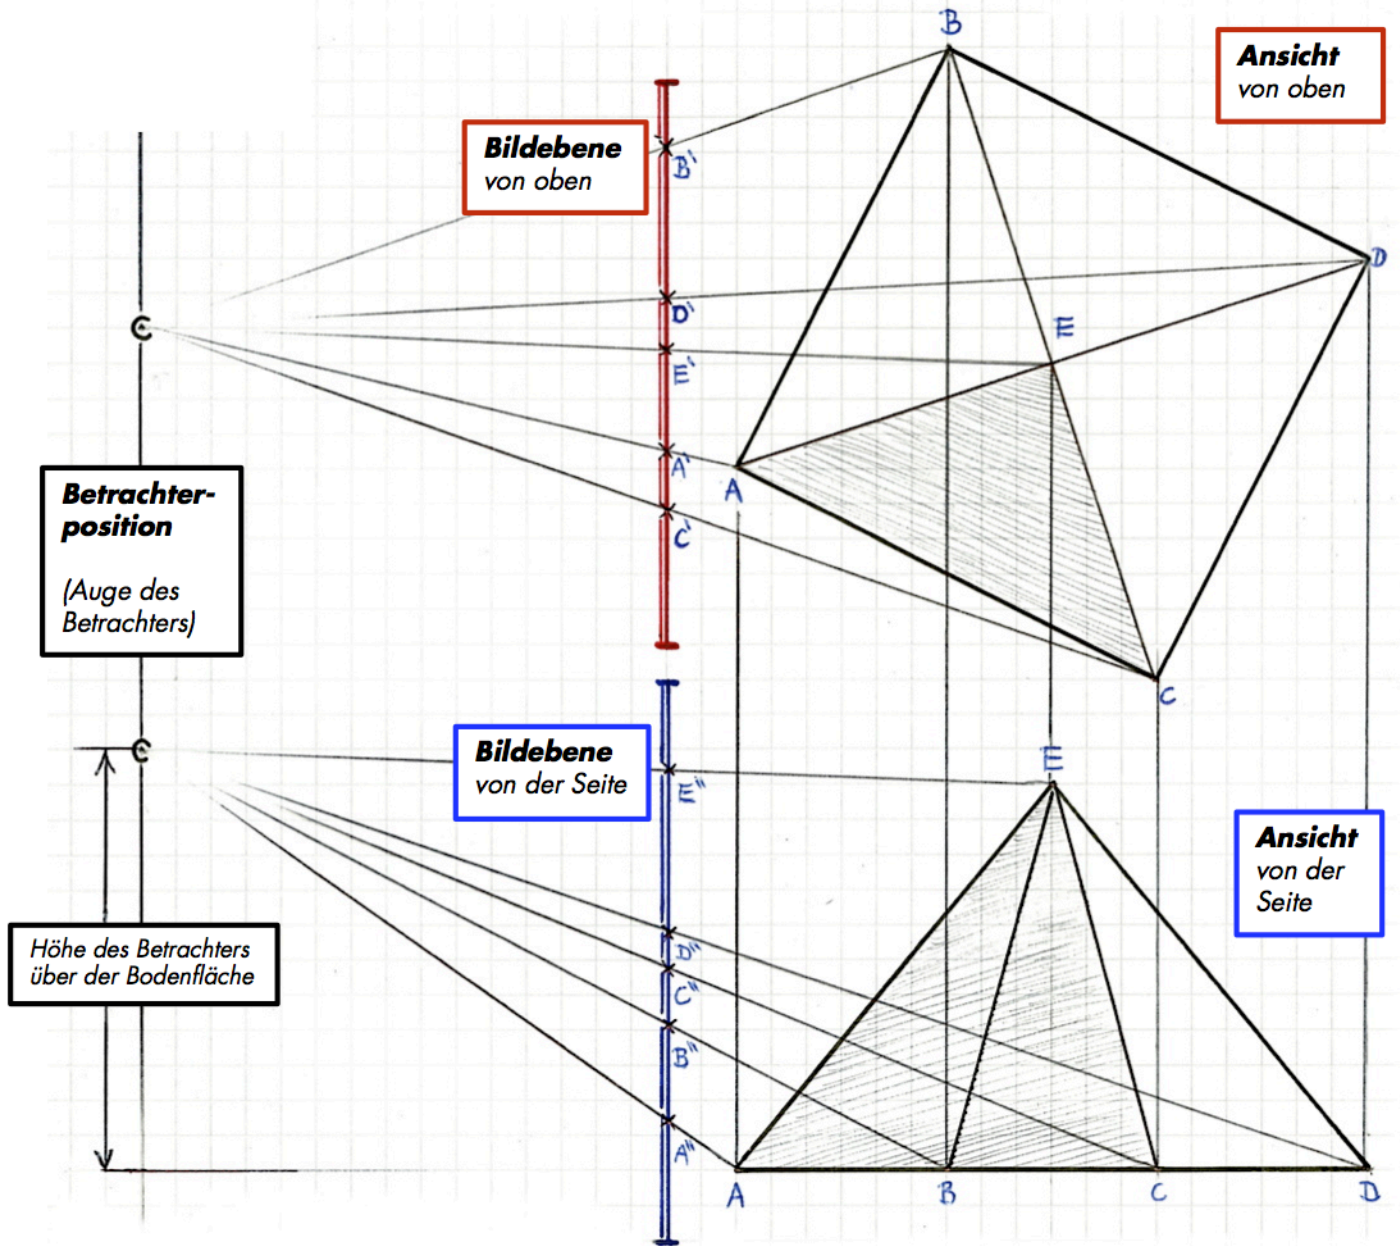 B
Ansicht
von oben
Bildebene
von oben
B'
D
D'
E
C
E'
A'
A
C'
Betrachter-
position
(Auge des
Betrachters)
C
Bildebene
von der Seite
C
E
E"
Ansicht
von der
Seite
D"
Höhe des Betrachters
über der Bodenfläche
C"
B"
A"
A
B
C
D